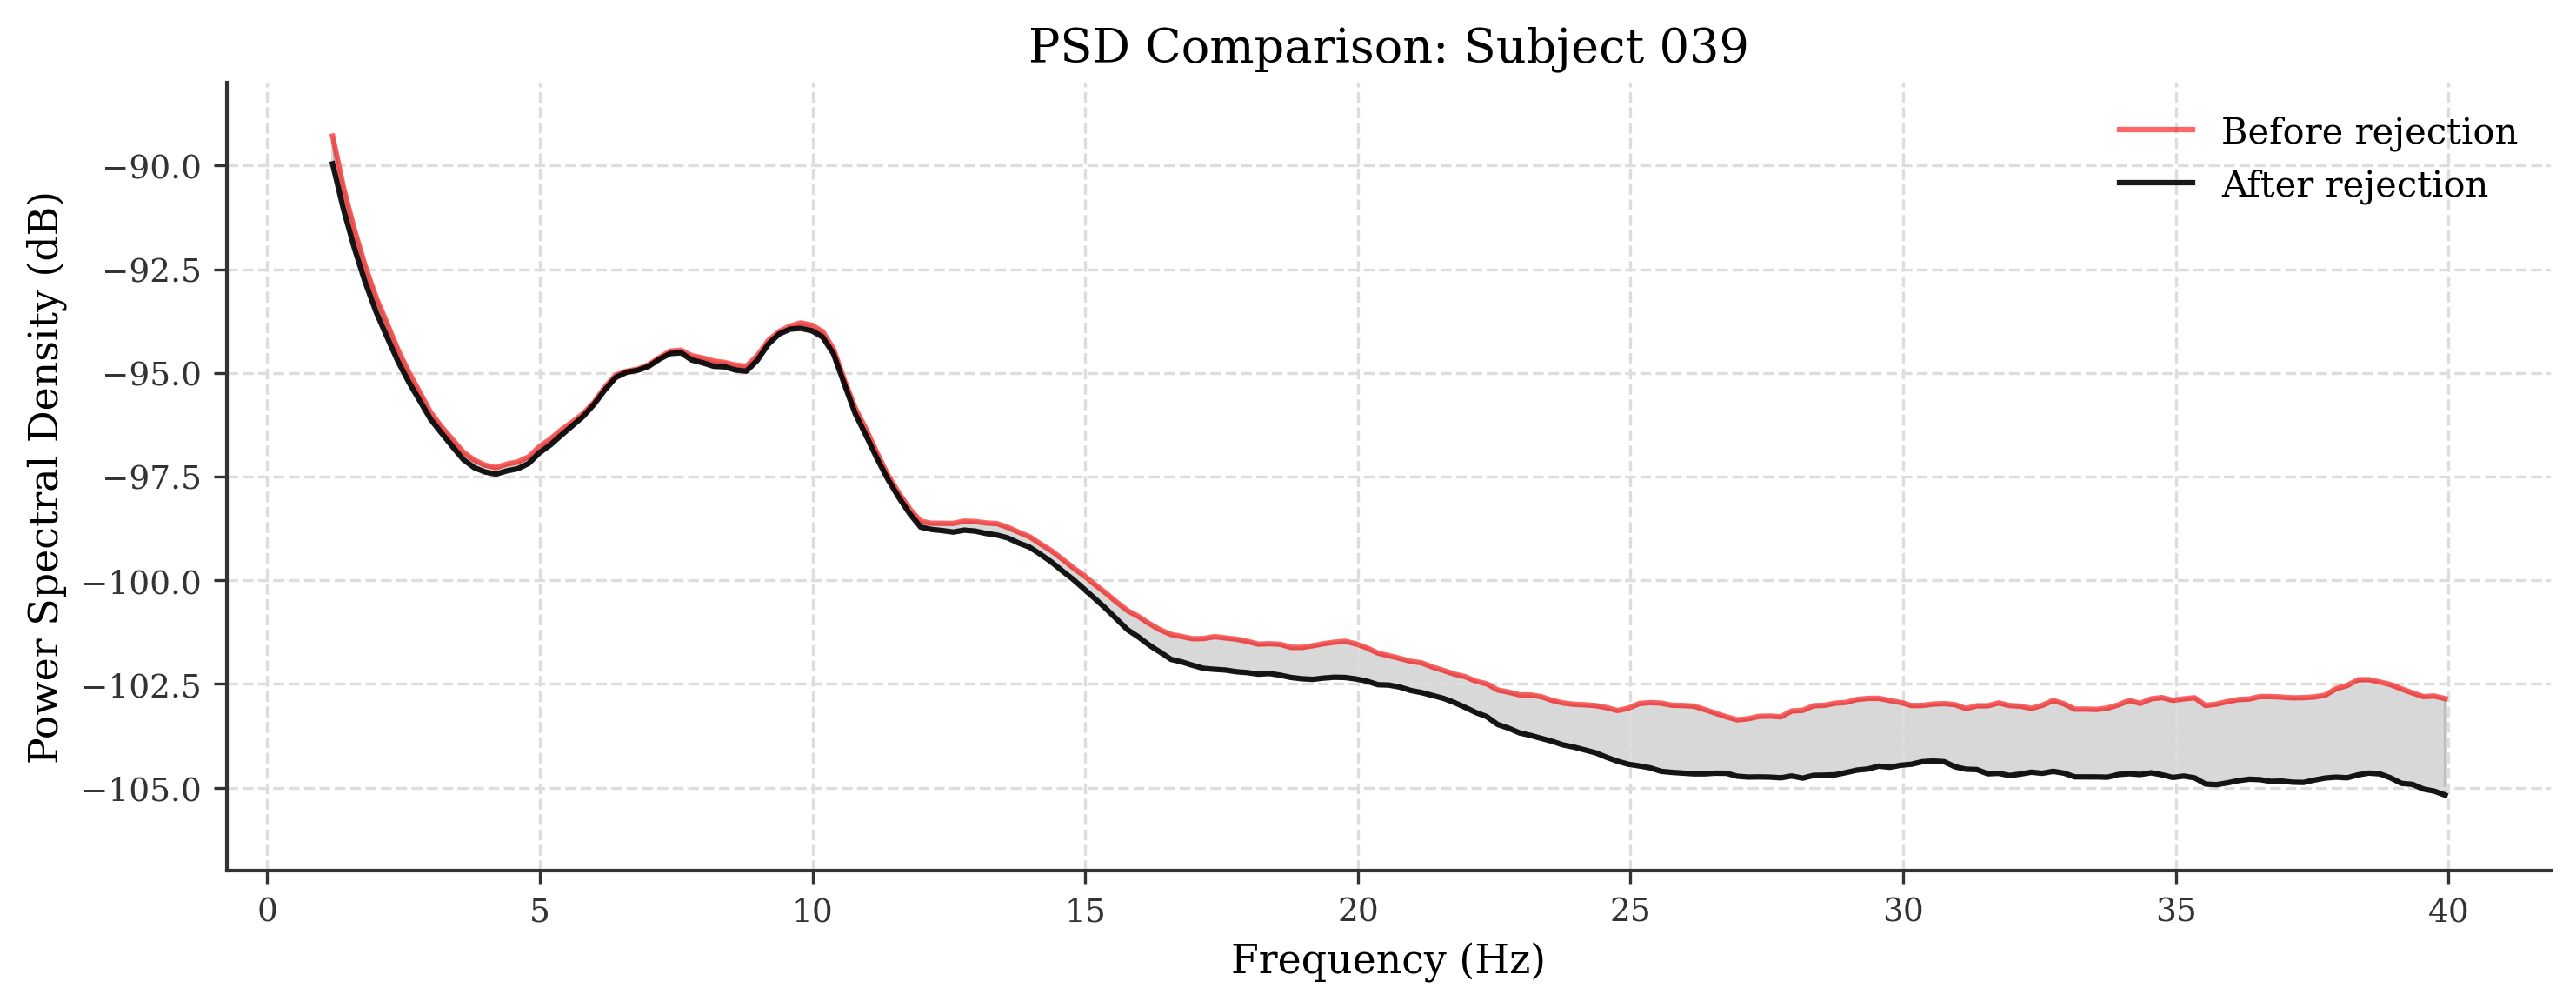 PSD Comparison: Subject 039
Before rejection
After rejection
Power Spectral Density (dB)
−90.0
−92.5
−95.0
−97.5
−100.0
−102.5
−105.0
0 5 10 15 20 25 30 35 40
Frequency (Hz)